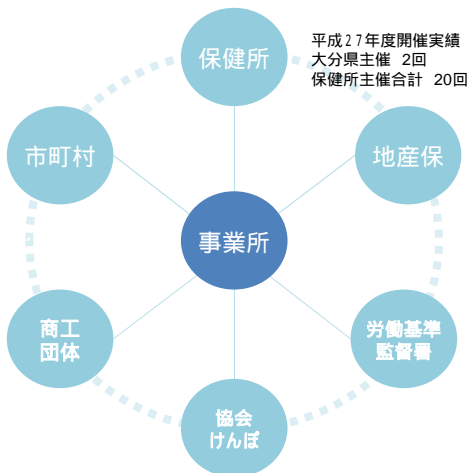 保健所
平成27年度開催実績
大分県主催 2回
保健所主催合計 20回
市町村
地産保
事業所
商工
団体
労働基準
監督署
協会
けんぽ